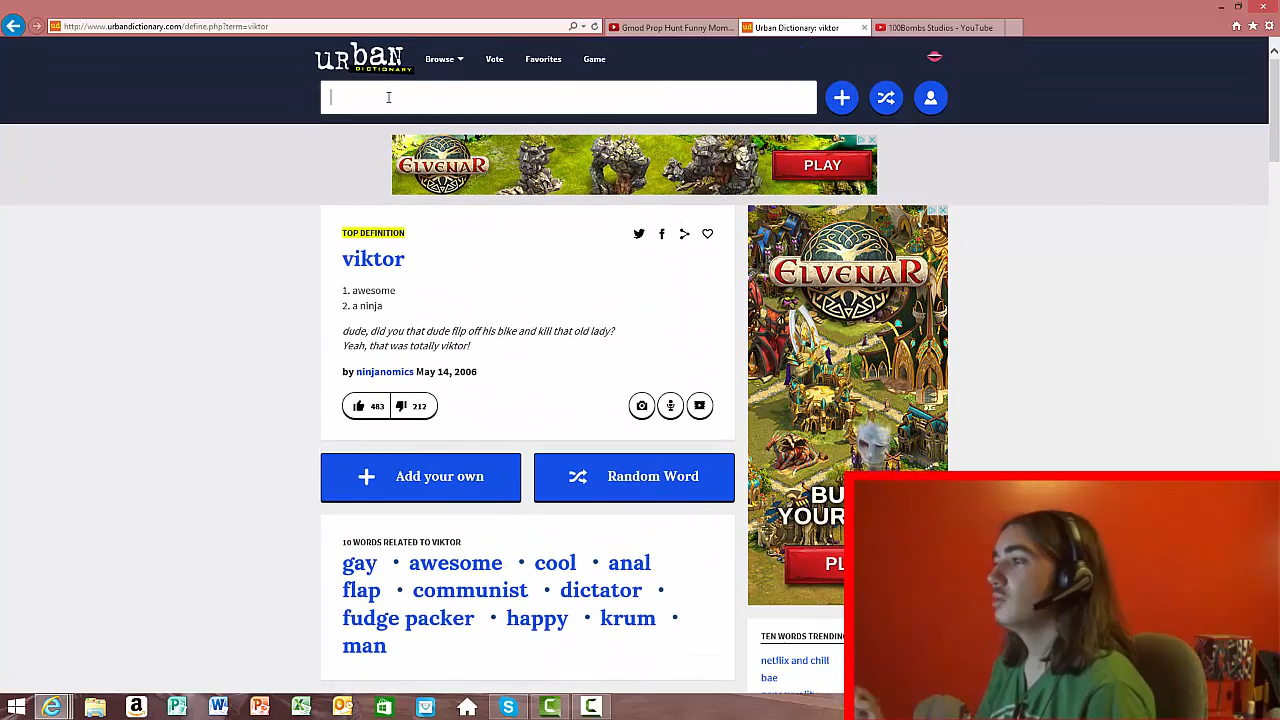 http://www.urbandictionary.com/define.php?term=viktor
Gmod Prop Hunt Funny Mom...
Urban Dictionary: viktor
100Bombs Studios - YouTube
urban
DICTIONARY
Browse
Vote
Favorites
Game
ELVENAR
PLAY
TOP DEFINITION
viktor
1. awesome
2. a ninja
dude, did you that dude flip off his bike and kill that old lady?
Yeah, that was totally viktor!
by ninjanomics May 14, 2006
483
212
Add your own
Random Word
10 WORDS RELATED TO VIKTOR
gay • awesome • cool • anal
flap • communist • dictator •
fudge packer • happy • krum •
man
ELVENAR
BU
YOUR
PL
TEN WORDS TRENDING
netflix and chill
bae